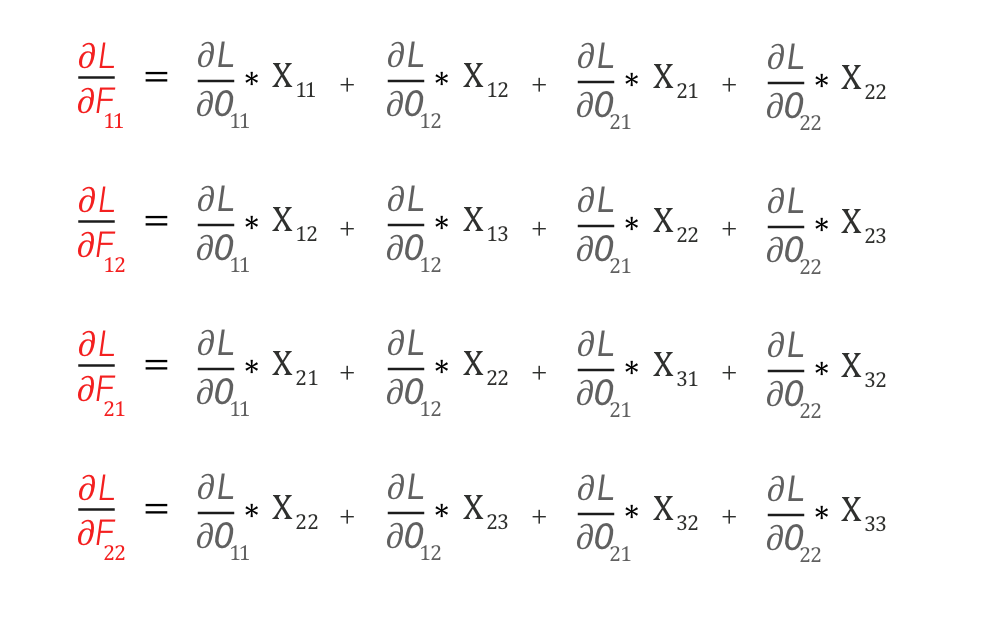 ∂L/∂F₁₁ = ∂L/∂O₁₁ * X₁₁ + ∂L/∂O₁₂ * X₁₂ + ∂L/∂O₂₁ * X₂₁ + ∂L/∂O₂₂ * X₂₂
∂L/∂F₁₂ = ∂L/∂O₁₁ * X₁₂ + ∂L/∂O₁₂ * X₁₃ + ∂L/∂O₂₁ * X₂₂ + ∂L/∂O₂₂ * X₂₃
∂L/∂F₂₁ = ∂L/∂O₁₁ * X₂₁ + ∂L/∂O₁₂ * X₂₂ + ∂L/∂O₂₁ * X₃₁ + ∂L/∂O₂₂ * X₃₂
∂L/∂F₂₂ = ∂L/∂O₁₁ * X₂₂ + ∂L/∂O₁₂ * X₂₃ + ∂L/∂O₂₁ * X₃₂ + ∂L/∂O₂₂ * X₃₃